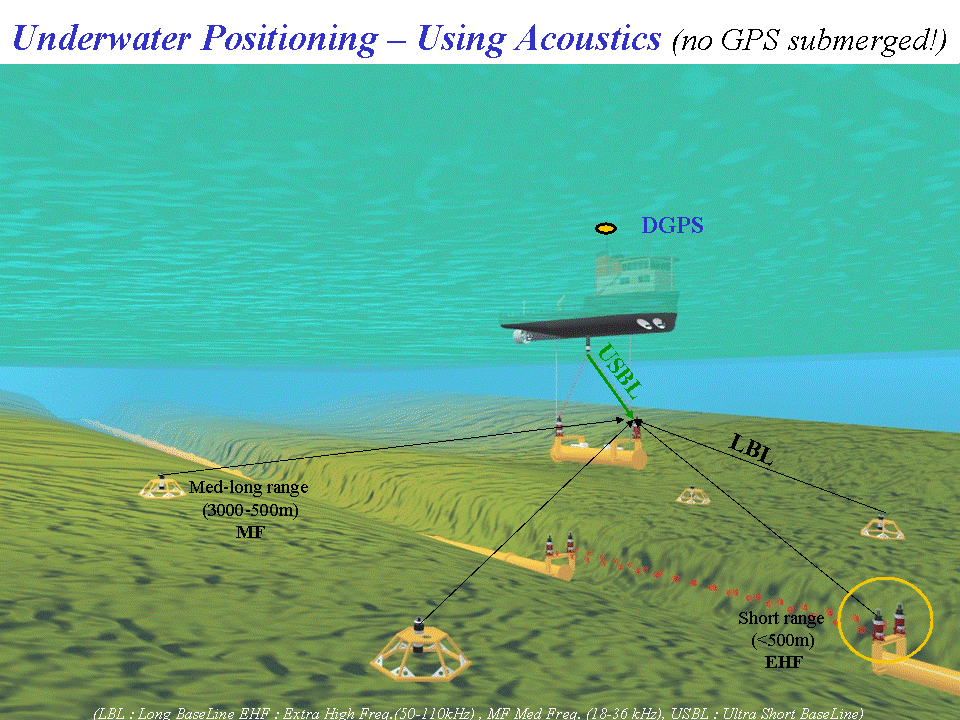 Underwater Positioning – Using Acoustics (no GPS submerged!)
DGPS
USBL
LBL
Med-long range
(3000-500m)
MF
Short range
(<500m)
EHF
(LBL : Long BaseLine EHF : Extra High Freq.(50-110kHz) , MF Med Freq. (18-36 kHz), USBL : Ultra Short BaseLine)